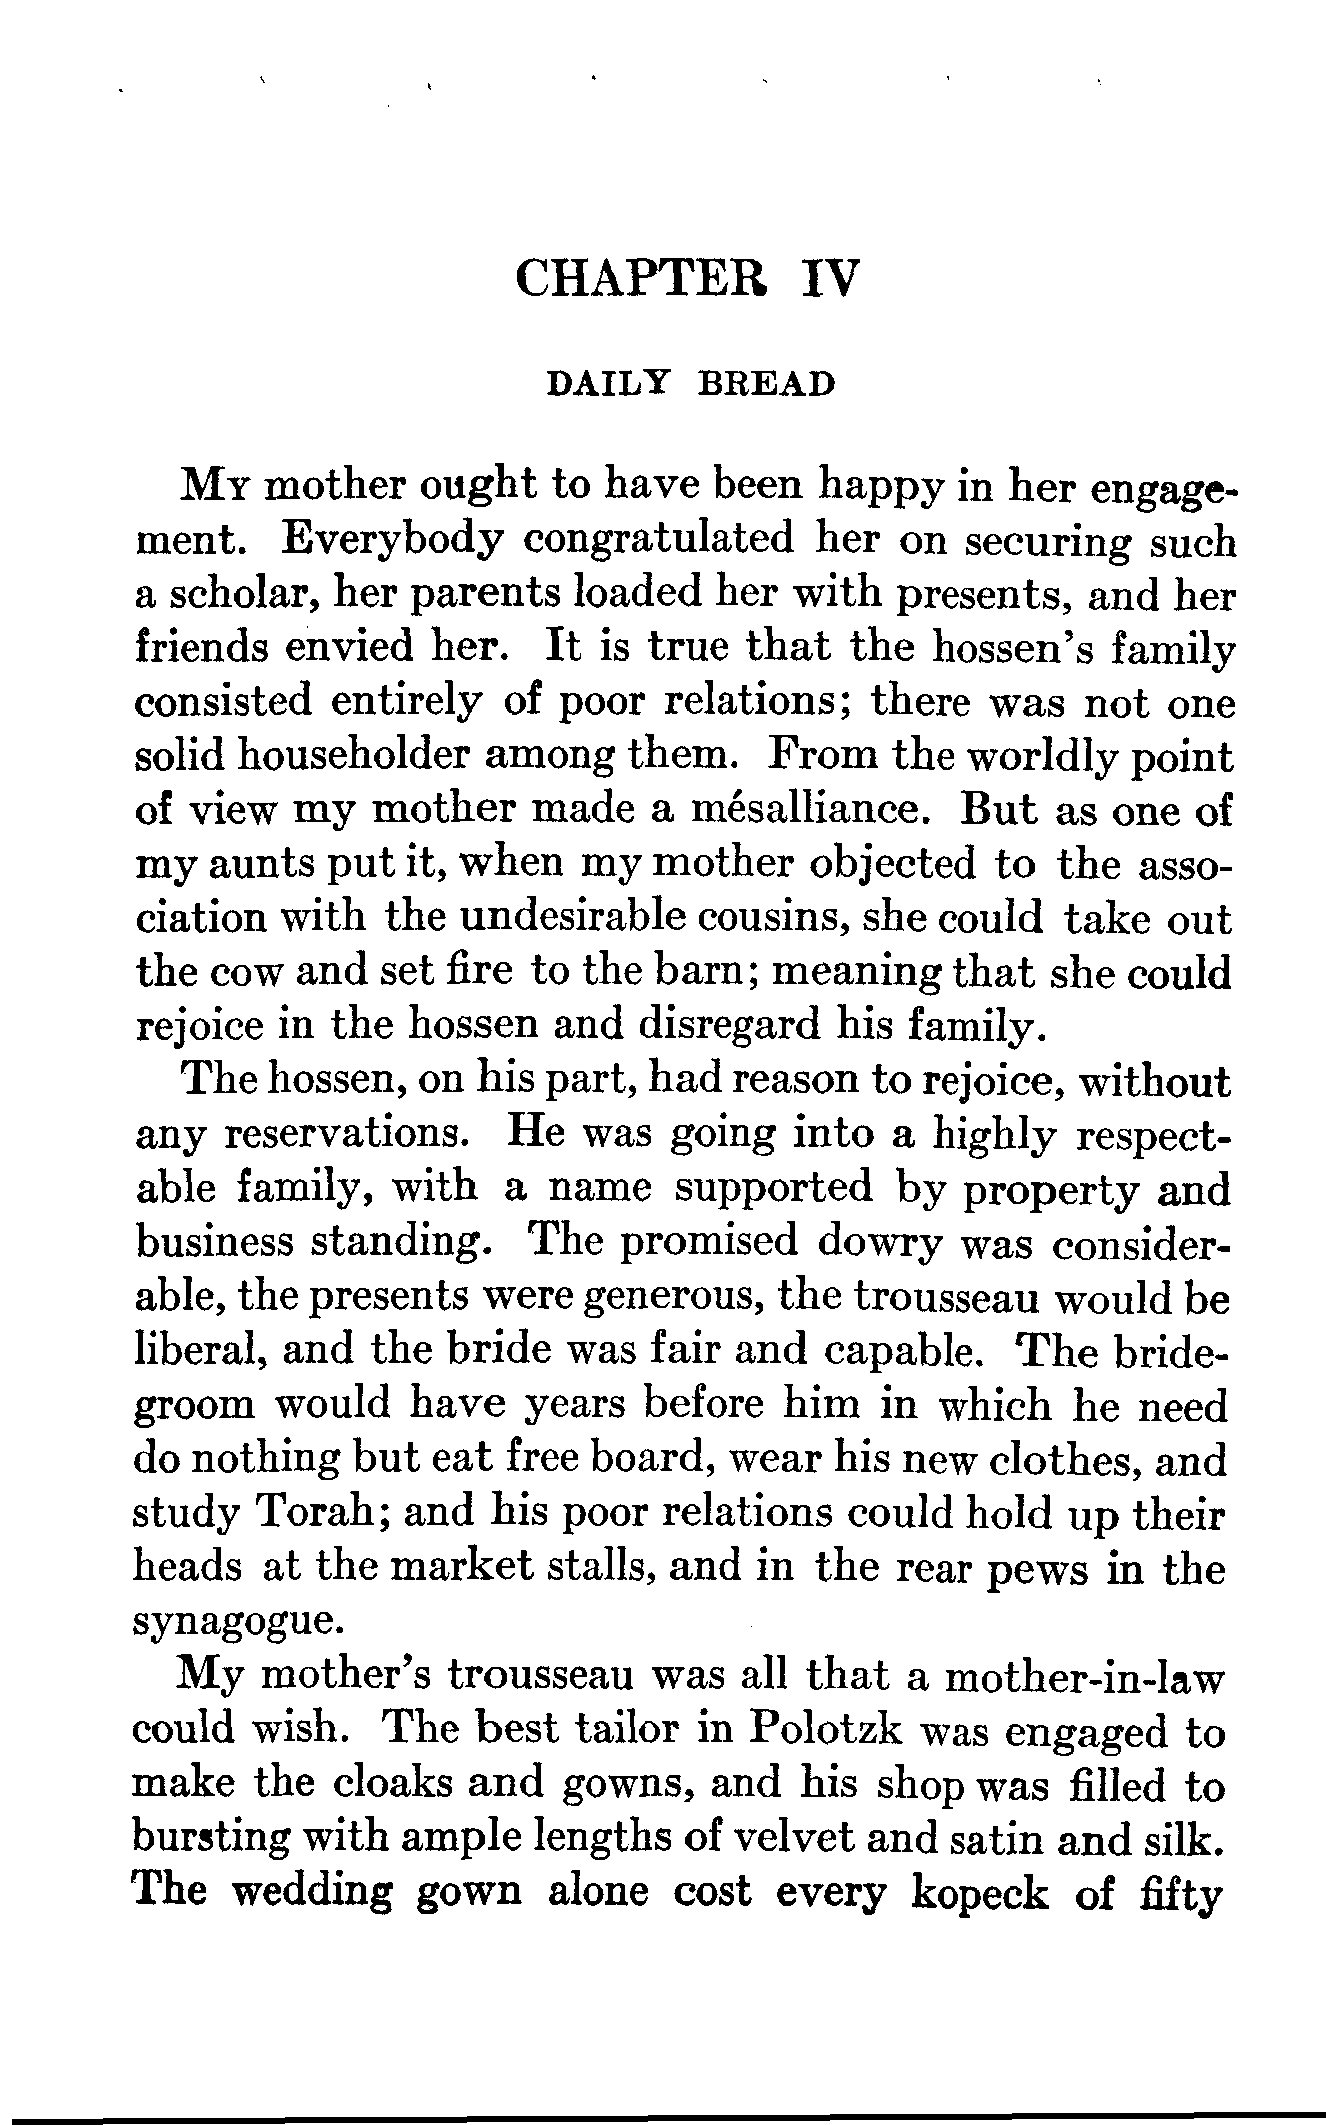 CHAPTER IV
DAILY BREAD
My mother ought to have been happy in her engage-
ment. Everybody congratulated her on securing such
a scholar, her parents loaded her with presents, and her
friends envied her. It is true that the hossen's family
consisted entirely of poor relations; there was not one
solid householder among them. From the worldly point
of view my mother made a mésalliance. But as one of
my aunts put it, when my mother objected to the asso-
ciation with the undesirable cousins, she could take out
the cow and set fire to the barn; meaning that she could
rejoice in the hossen and disregard his family.
The hossen, on his part, had reason to rejoice, without
any reservations. He was going into a highly respect-
able family, with a name supported by property and
business standing. The promised dowry was consider-
able, the presents were generous, the trousseau would be
liberal, and the bride was fair and capable. The bride-
groom would have years before him in which he need
do nothing but eat free board, wear his new clothes, and
study Torah; and his poor relations could hold up their
heads at the market stalls, and in the rear pews in the
synagogue.
My mother's trousseau was all that a mother-in-law
could wish. The best tailor in Polotzk was engaged to
make the cloaks and gowns, and his shop was filled to
bursting with ample lengths of velvet and satin and silk.
The wedding gown alone cost every kopeck of fifty